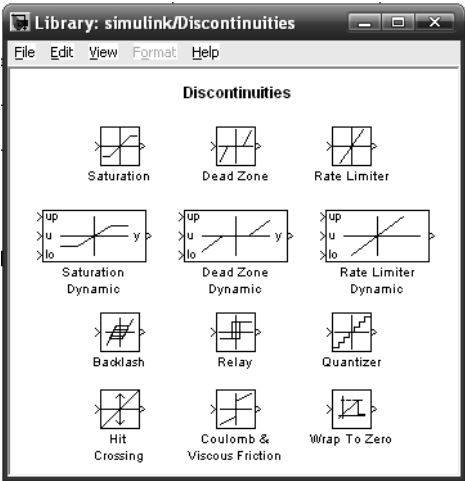 Library: simulink/Discontinuities
File Edit View Format Help
Discontinuities
Saturation Dead Zone Rate Limiter
up up up
u y u y u
lo lo lo
Saturation Dead Zone Rate Limiter
Dynamic Dynamic Dynamic
Backlash Relay Quantizer
Hit Coulomb & Wrap To Zero
Crossing Viscous Friction